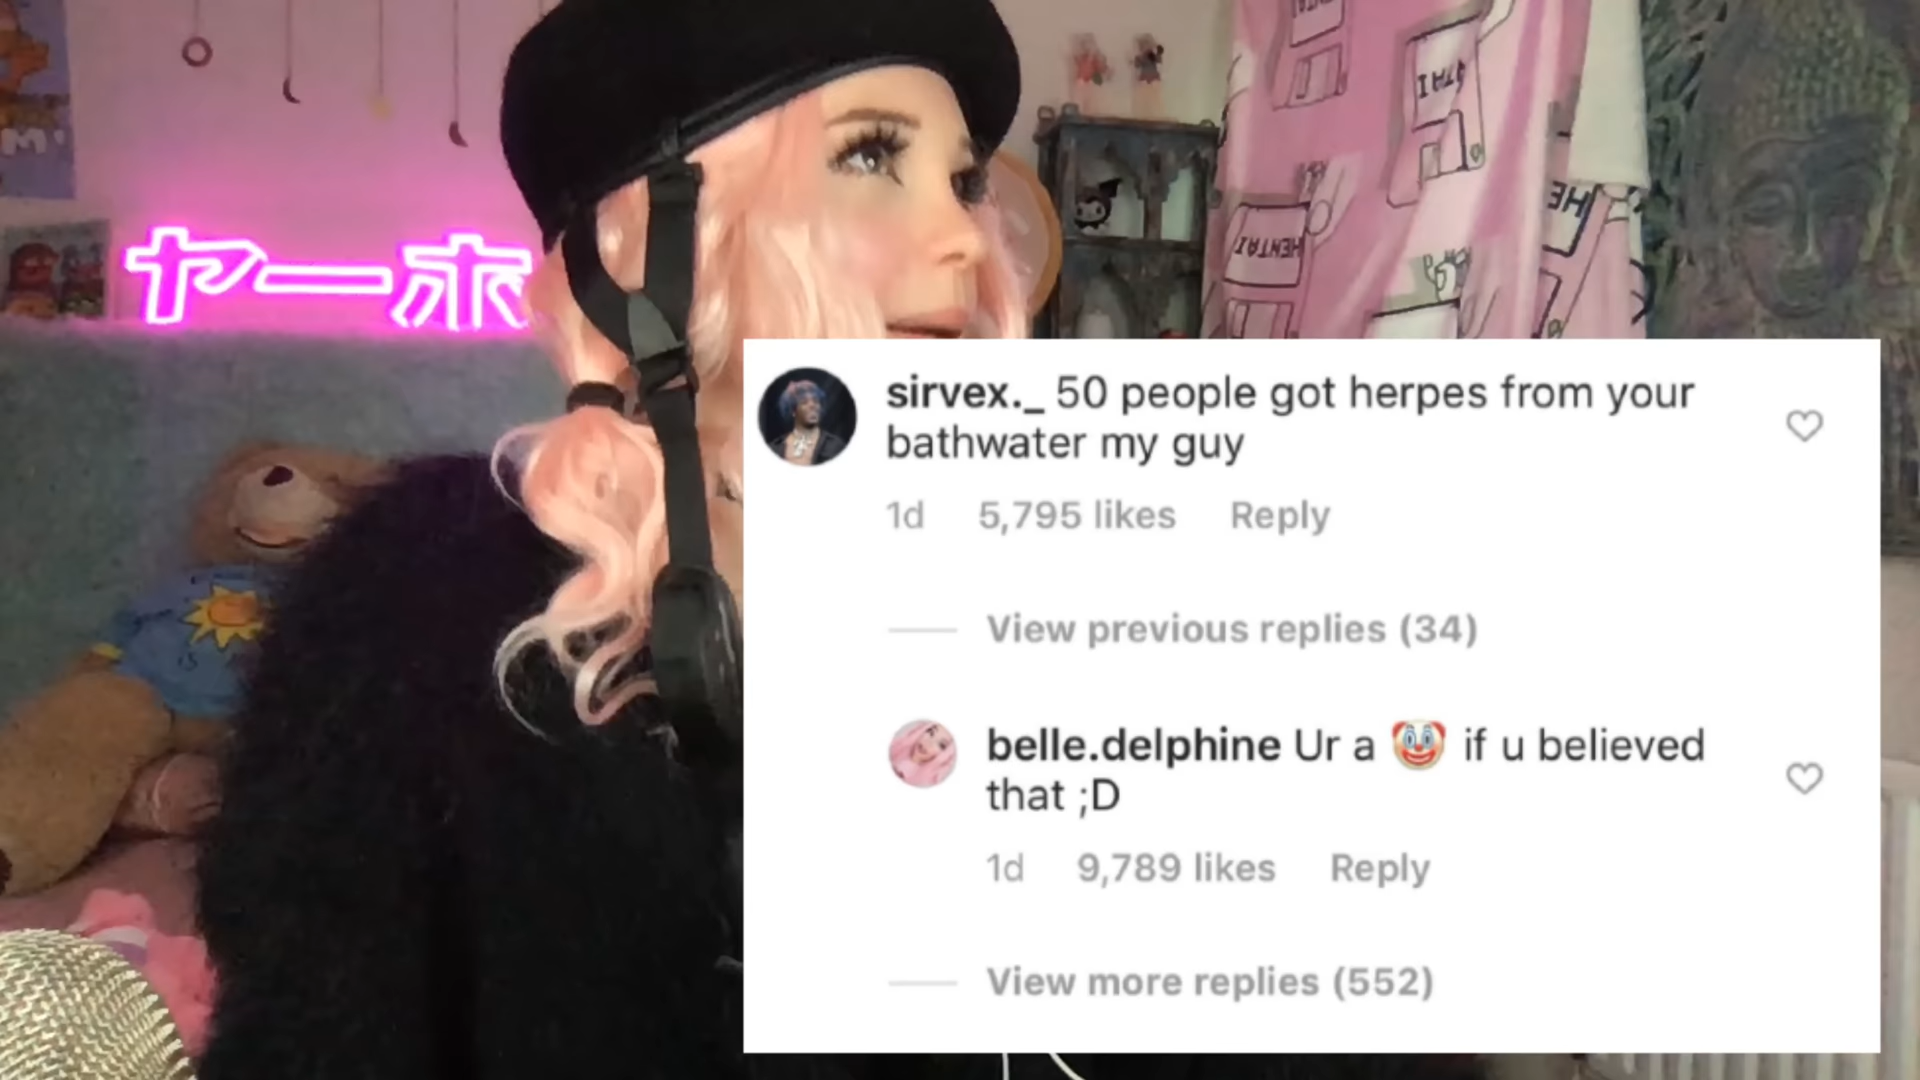 M'
ヤーホ
HENTAI
sirvex._ 50 people got herpes from your
bathwater my guy
1d 5,795 likes Reply
View previous replies (34)
belle.delphine Ur a 🤡 if u believed
that ;D
1d 9,789 likes Reply
View more replies (552)